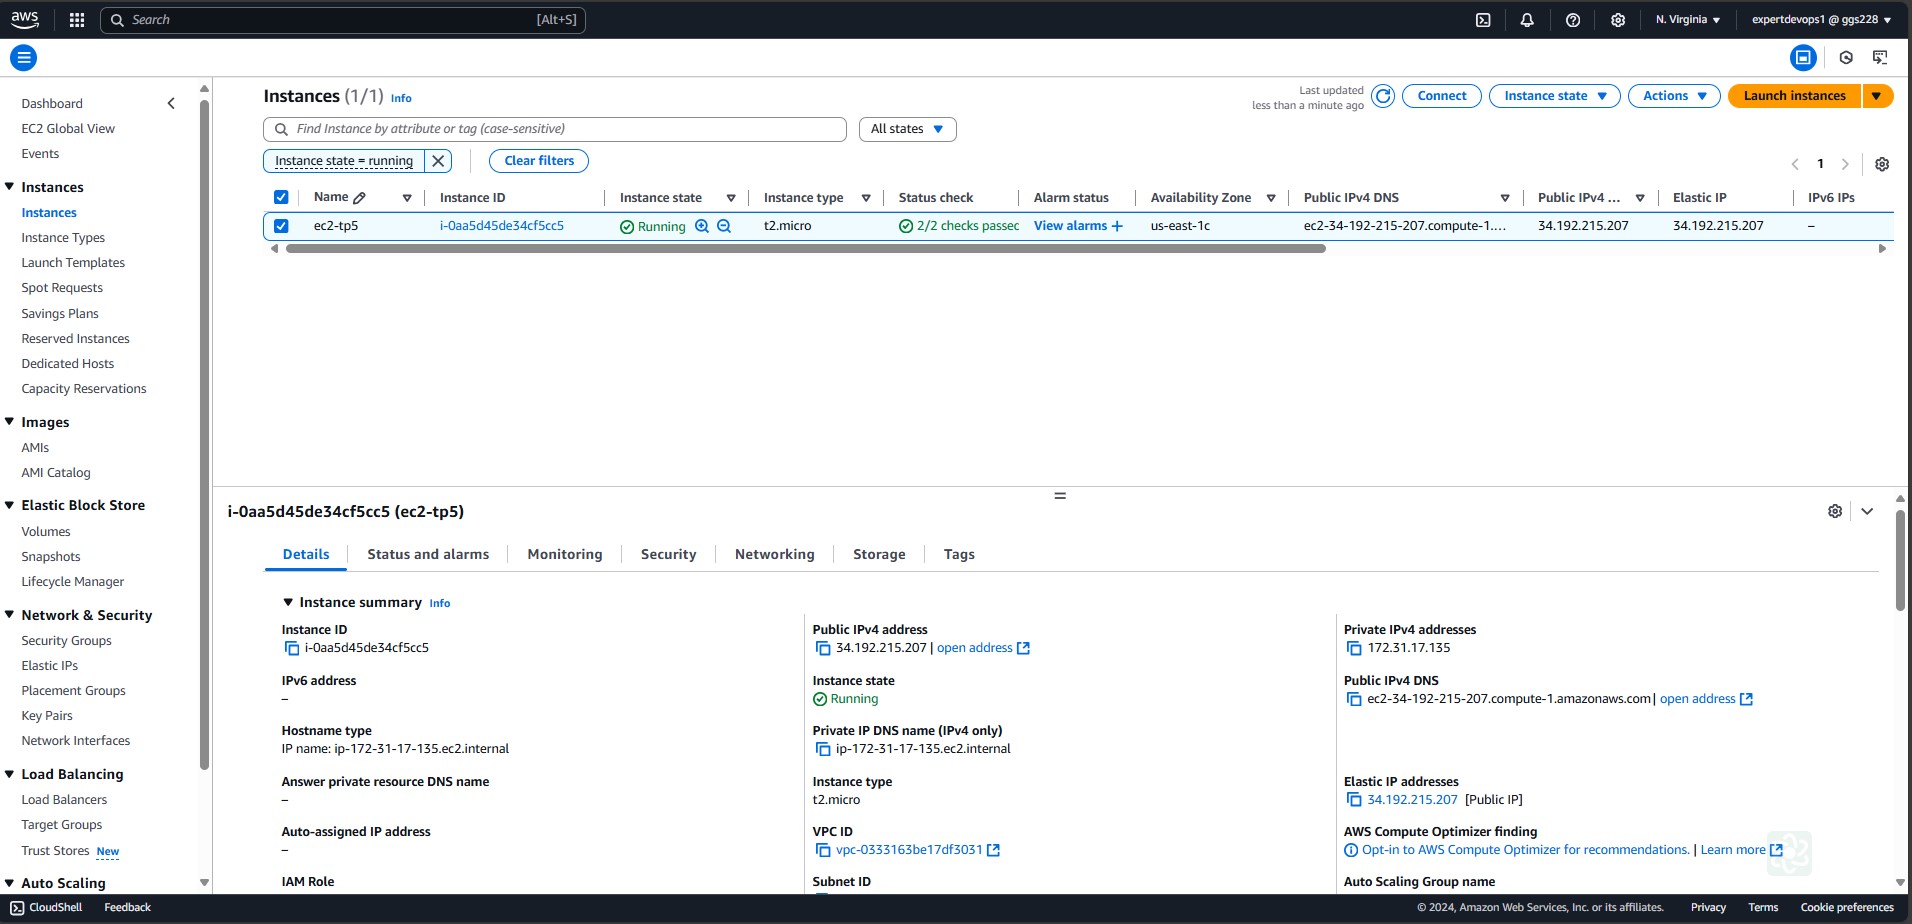 aws
Search [Alt+S]
N. Virginia
expertdevops1 @ ggs228
Dashboard
EC2 Global View
Events
Instances
Instances
Instance Types
Launch Templates
Spot Requests
Savings Plans
Reserved Instances
Dedicated Hosts
Capacity Reservations
Images
AMIs
AMI Catalog
Elastic Block Store
Volumes
Snapshots
Lifecycle Manager
Network & Security
Security Groups
Elastic IPs
Placement Groups
Key Pairs
Network Interfaces
Load Balancing
Load Balancers
Target Groups
Trust Stores New
Auto Scaling
Instances (1/1) Info
Last updated
less than a minute ago
Connect
Instance state
Actions
Launch instances
Find Instance by attribute or tag (case-sensitive)
All states
Instance state = running
Clear filters
1
Name Instance ID Instance state Instance type Status check Alarm status Availability Zone Public IPv4 DNS Public IPv4 ... Elastic IP IPv6 IPs
ec2-tp5 i-0aa5d45de34cf5cc5 Running t2.micro 2/2 checks passec View alarms + us-east-1c ec2-34-192-215-207.compute-1.... 34.192.215.207 34.192.215.207 –
i-0aa5d45de34cf5cc5 (ec2-tp5)
Details Status and alarms Monitoring Security Networking Storage Tags
Instance summary Info
Instance ID
i-0aa5d45de34cf5cc5
Public IPv4 address
34.192.215.207 | open address
Private IPv4 addresses
172.31.17.135
IPv6 address
–
Instance state
Running
Public IPv4 DNS
ec2-34-192-215-207.compute-1.amazonaws.com | open address
Hostname type
IP name: ip-172-31-17-135.ec2.internal
Private IP DNS name (IPv4 only)
ip-172-31-17-135.ec2.internal
Answer private resource DNS name
–
Instance type
t2.micro
Elastic IP addresses
34.192.215.207 [Public IP]
Auto-assigned IP address
–
VPC ID
vpc-0333163be17df3031
AWS Compute Optimizer finding
Opt-in to AWS Compute Optimizer for recommendations. | Learn more
IAM Role
Subnet ID
Auto Scaling Group name
CloudShell Feedback
© 2024, Amazon Web Services, Inc. or its affiliates. Privacy Terms Cookie preferences